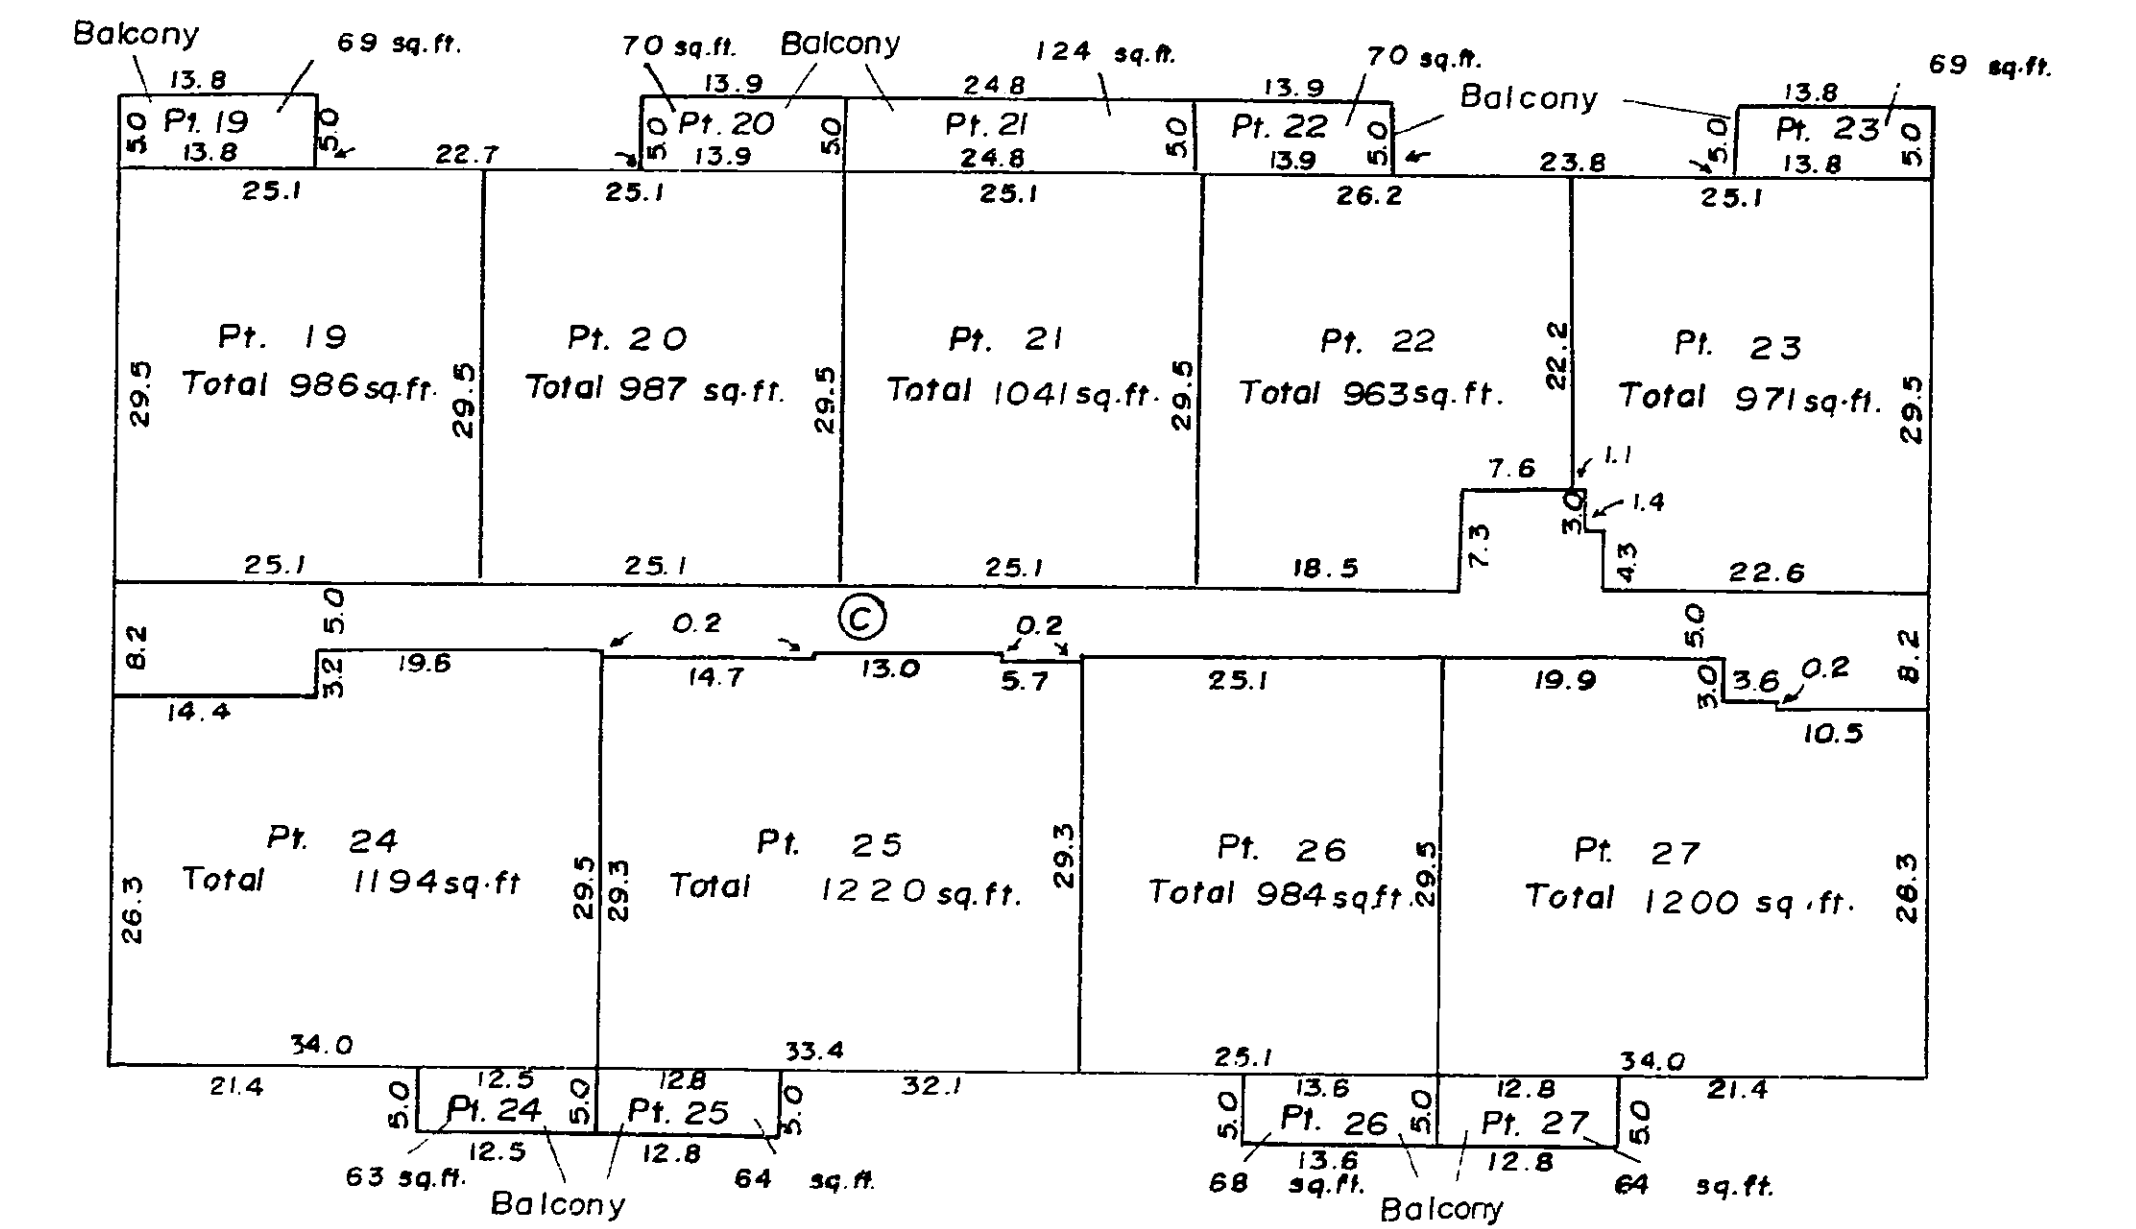 Balcony 69 sq.ft. 70 sq.ft. Balcony 124 sq.ft. 70 sq.ft. 69 sq.ft.
13.8 13.9 24.8 13.9 Balcony 13.8
5.0 Pt. 19 5.0 5.0 Pt. 20 5.0 Pt. 21 5.0 Pt. 22 5.0 5.0 Pt. 23 5.0
13.8 22.7 13.9 24.8 13.9 23.8 13.8
25.1 25.1 25.1 26.2 25.1
Pt. 19 Pt. 20 Pt. 21 Pt. 22 22.2 Pt. 23
29.5 Total 986 sq.ft. 29.5 Total 987 sq.ft. 29.5 Total 1041 sq.ft. 29.5 Total 963 sq.ft. Total 971 sq.ft. 29.5
7.6 1.1
3.0 1.4
7.3 4.3
25.1 25.1 25.1 18.5 22.6
5.0 C 5.0
8.2 0.2 0.2 8.2
3.2 19.6 14.7 13.0 5.7 25.1 19.9 3.0 3.6 0.2
14.4 10.5
Pt. 24 Pt. 25 Pt. 26 Pt. 27
26.3 Total 1194 sq.ft 29.5 29.3 Total 1220 sq.ft. 29.3 Total 984 sq.ft. 29.5 Total 1200 sq.ft. 26.3
34.0 33.4 25.1 34.0
21.4 12.5 12.8 32.1 13.6 12.8 21.4
5.0 Pt. 24 5.0 Pt. 25 5.0 5.0 Pt. 26 5.0 Pt. 27 5.0
12.5 12.8 13.6 12.8
63 sq.ft. 64 sq.ft. 68 sq.ft. 64 sq.ft.
Balcony Balcony